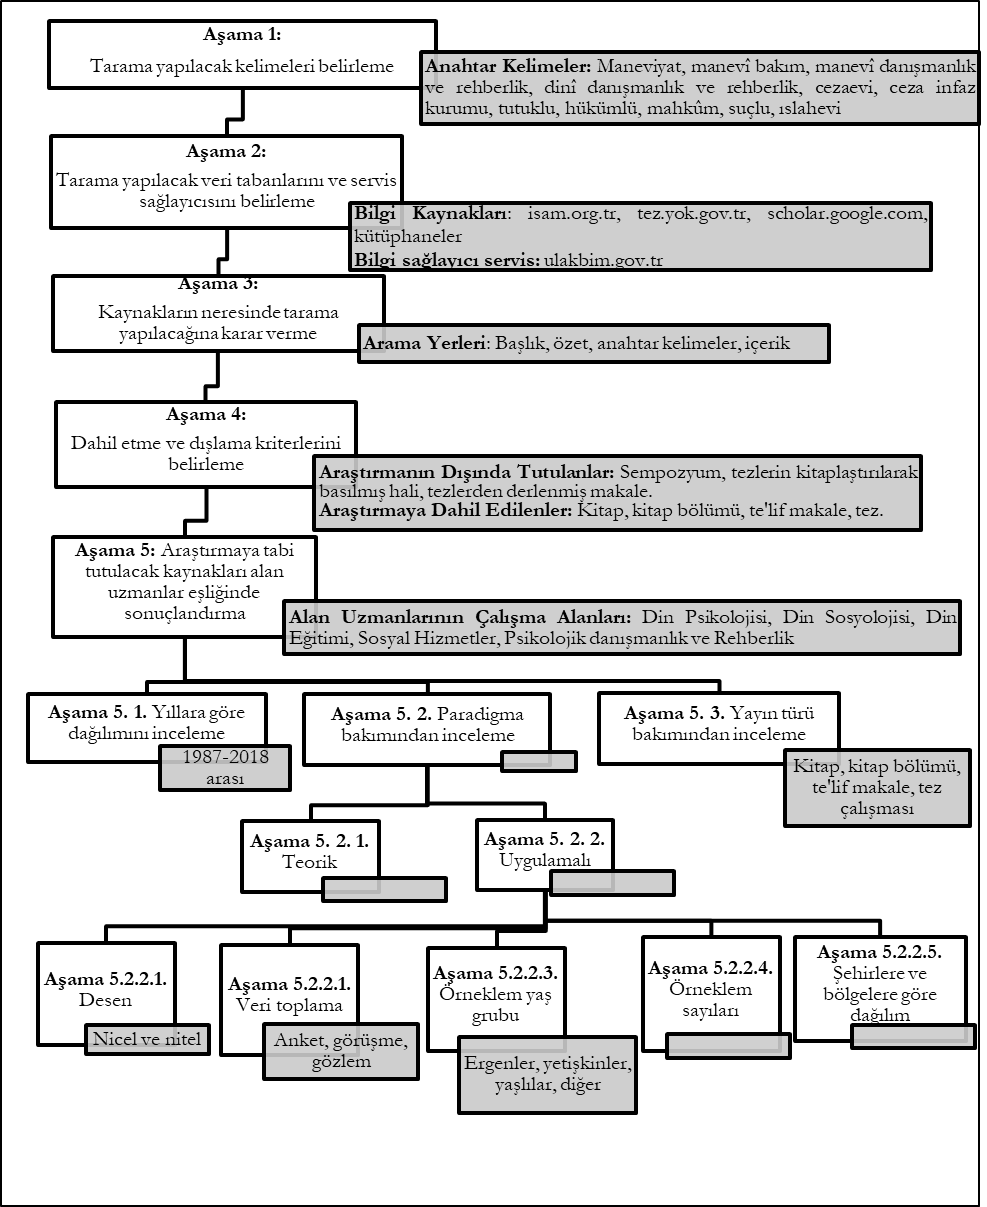 Aşama 1:
Tarama yapılacak kelimeleri belirleme
Anahtar Kelimeler: Maneviyat, manevî bakım, manevî danışmanlık
ve rehberlik, dinî danışmanlık ve rehberlik, cezaevi, ceza infaz
kurumu, tutuklu, hükümlü, mahkûm, suçlu, ıslahevi
Aşama 2:
Tarama yapılacak veri tabanlarını ve servis
sağlayıcısını belirleme
Bilgi Kaynakları: isam.org.tr, tez.yok.gov.tr, scholar.google.com,
kütüphaneler
Bilgi sağlayıcı servis: ulakbim.gov.tr
Aşama 3:
Kaynakların neresinde tarama
yapılacağına karar verme
Arama Yerleri: Başlık, özet, anahtar kelimeler, içerik
Aşama 4:
Dahil etme ve dışlama kriterlerini
belirleme
Araştırmanın Dışında Tutulanlar: Sempozyum, tezlerin kitaplaştırılarak
basılmış hali, tezlerden derlenmiş makale.
Araştırmaya Dahil Edilenler: Kitap, kitap bölümü, te'lif makale, tez.
Aşama 5: Araştırmaya tabi
tutulacak kaynakları alan
uzmanlar eşliğinde
sonuçlandırma
Alan Uzmanlarının Çalışma Alanları: Din Psikolojisi, Din Sosyolojisi, Din
Eğitimi, Sosyal Hizmetler, Psikolojik danışmanlık ve Rehberlik
Aşama 5. 1. Yıllara göre
dağılımını inceleme
1987-2018
arası
Aşama 5. 2. Paradigma
bakımından inceleme
Aşama 5. 3. Yayın türü
bakımından inceleme
Kitap, kitap bölümü,
te'lif makale, tez
çalışması
Aşama 5. 2. 1.
Teorik
Aşama 5. 2. 2.
Uygulamalı
Aşama 5.2.2.1.
Desen
Nicel ve nitel
Aşama 5.2.2.1.
Veri toplama
Anket, görüşme,
gözlem
Aşama 5.2.2.3.
Örneklem yaş
grubu
Ergenler, yetişkinler,
yaşlılar, diğer
Aşama 5.2.2.4.
Örneklem
sayıları
Aşama 5.2.2.5.
Şehirlere ve
bölgelere göre
dağılım